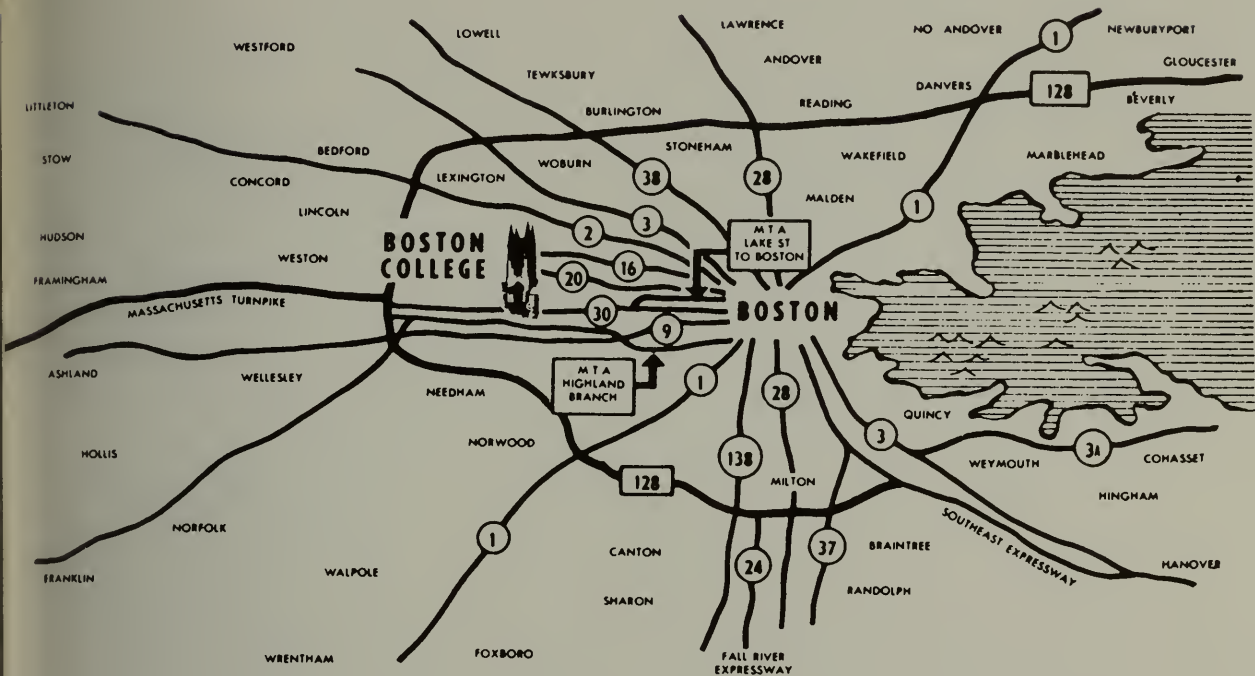 LAWRENCE
NO ANDOVER
1
NEWBURYPORT
LOWELL
WESTFORD
ANDOVER
GLOUCESTER
TEWKSBURY
DANVERS
128
BEVERLY
LITTLETON
BURLINGTON
READING
BEDFORD
STONEHAM
WAKEFIELD
MARBLEHEAD
STOW
WOBURN
CONCORD
LEXINGTON
38
28
MALDEN
1
LINCOLN
3
2
HUDSON
BOSTON
COLLEGE
MTA
LAKE ST
TO BOSTON
WESTON
16
20
FRAMINGHAM
MASSACHUSETTS TURNPIKE
30
BOSTON
9
ASHLAND
WELLESLEY
NEEDHAM
MTA
HIGHLAND
BRANCH
1
28
QUINCY
NORWOOD
3
3A
HOLLIS
138
WEYMOUTH
COHASSET
128
MILTON
HINGHAM
NORFOLK
1
SOUTHEAST EXPRESSWAY
CANTON
37
BRAINTREE
24
HANOVER
FRANKLIN
WALPOLE
RANDOLPH
SHARON
WRENTHAM
FOXBORO
FALL RIVER
EXPRESSWAY